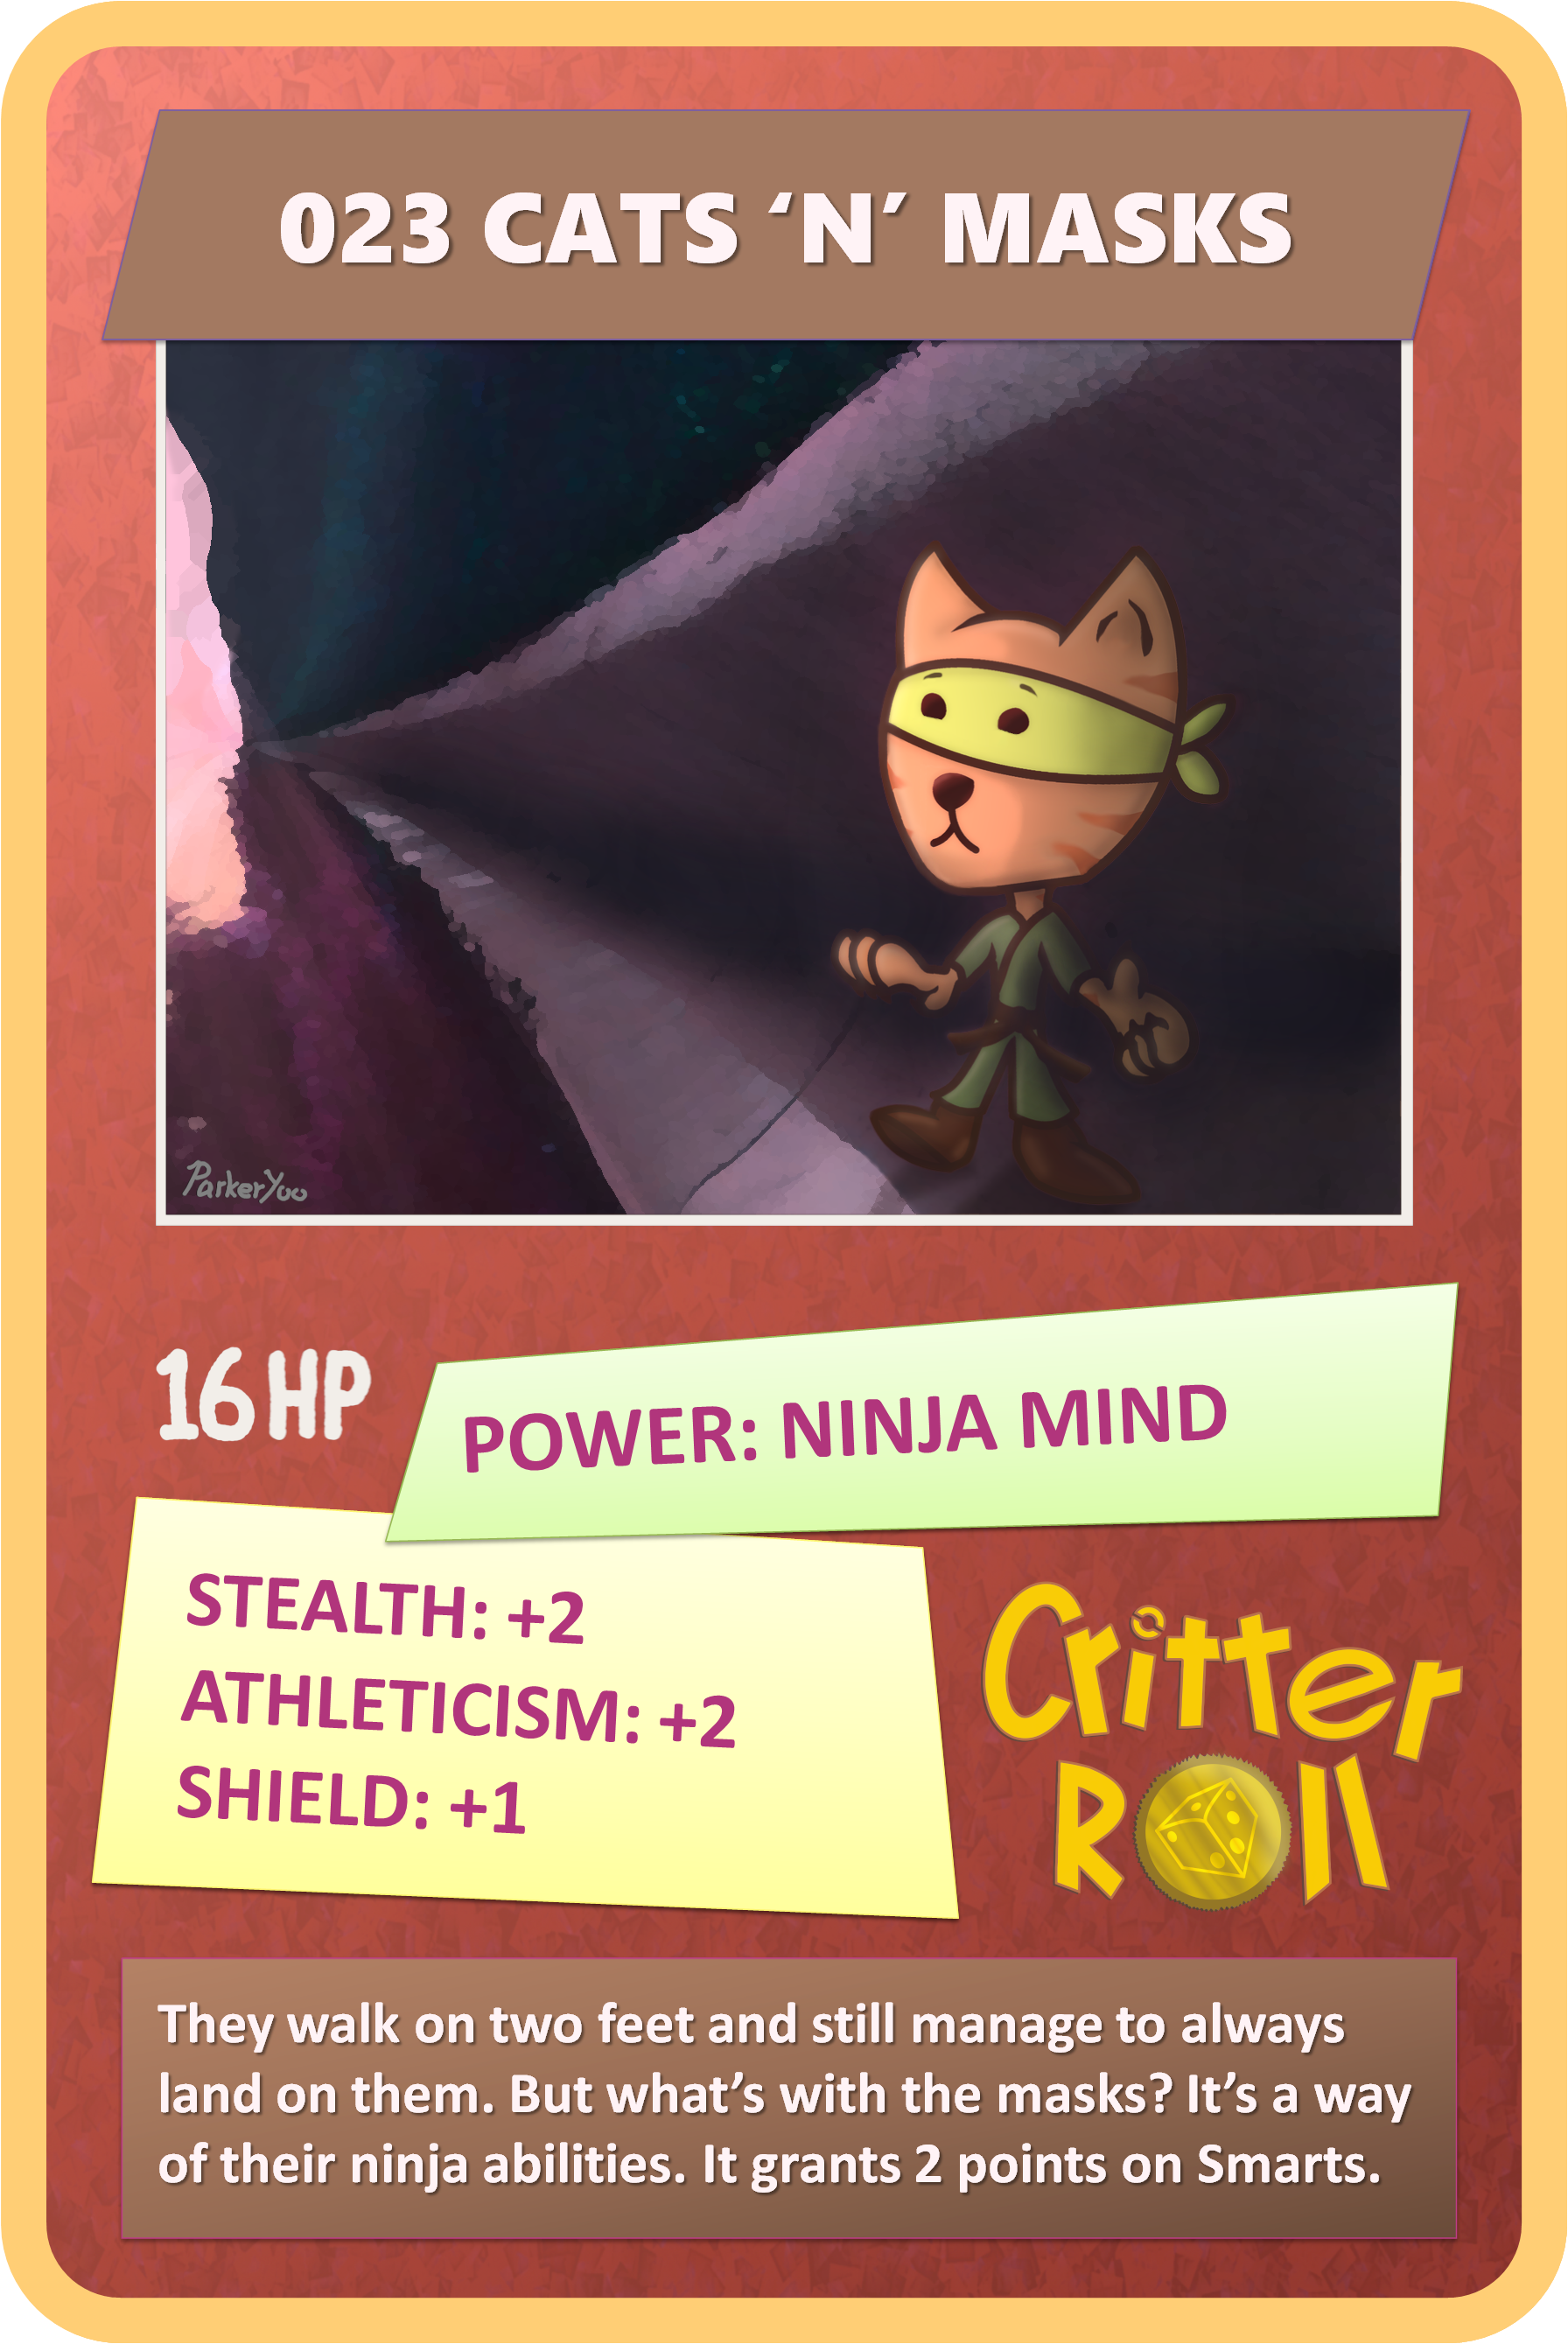 023 CATS ‘N’ MASKS
ParkerYoo
16 HP
POWER: NINJA MIND
STEALTH: +2
ATHLETICISM: +2
SHIELD: +1
Critter
Roll
They walk on two feet and still manage to always
land on them. But what’s with the masks? It’s a way
of their ninja abilities. It grants 2 points on Smarts.